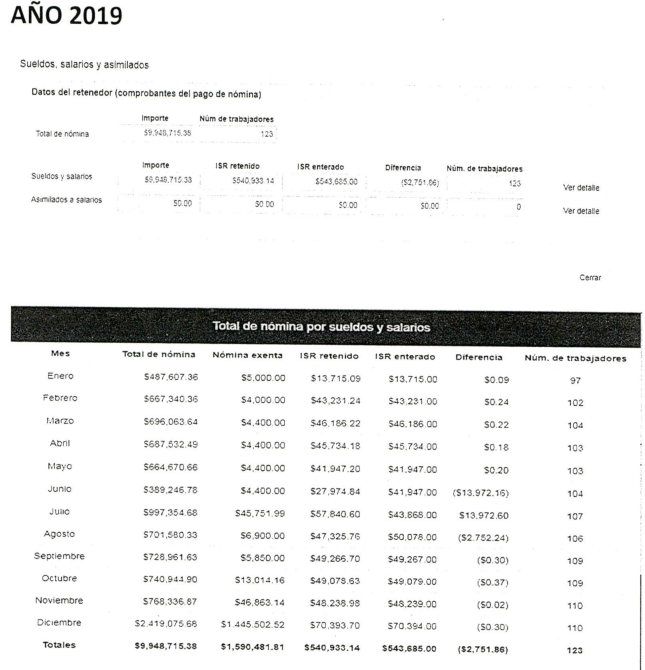 AÑO 2019
Sueldos, salarios y asimilados
Datos del retenedor (comprobantes del pago de nómina)
Importe Núm de trabajadores
Total de nómina $9,948,715.38 123
Importe ISR retenido ISR enterado Diferencia Núm. de trabajadores
Sueldos y salarios $9,948,715.38 $540,933.14 $543,685.00 ($2,751.86) 123 Ver detalle
Asimilados a salarios $0.00 $0.00 $0.00 $0.00 0 Ver detalle
Cerrar
Total de nómina por sueldos y salarios
Mes Total de nómina Nómina exenta ISR retenido ISR enterado Diferencia Núm. de trabajadores
Enero $487,607.36 $5,000.00 $13,715.09 $13,715.00 $0.09 97
Febrero $667,340.36 $4,000.00 $43,231.24 $43,231.00 $0.24 102
Marzo $696,063.64 $4,400.00 $46,186.22 $46,186.00 $0.22 104
Abril $687,532.49 $4,400.00 $45,734.18 $45,734.00 $0.18 103
Mayo $664,670.66 $4,400.00 $41,947.20 $41,947.00 $0.20 103
Junio $389,246.78 $4,400.00 $27,974.84 $41,947.00 ($13,972.16) 104
Julio $997,354.68 $45,751.99 $57,840.60 $43,868.00 $13,972.60 107
Agosto $701,580.33 $6,900.00 $47,325.76 $50,078.00 ($2,752.24) 106
Septiembre $728,961.63 $5,850.00 $49,266.70 $49,267.00 ($0.30) 109
Octubre $740,944.90 $13,014.16 $49,078.63 $49,079.00 ($0.37) 109
Noviembre $768,336.87 $46,863.14 $48,238.98 $48,239.00 ($0.02) 110
Diciembre $2,419,075.68 $1,445,502.52 $70,393.70 $70,394.00 ($0.30) 110
Totales $9,948,715.38 $1,590,481.81 $540,933.14 $543,685.00 ($2,751.86) 123